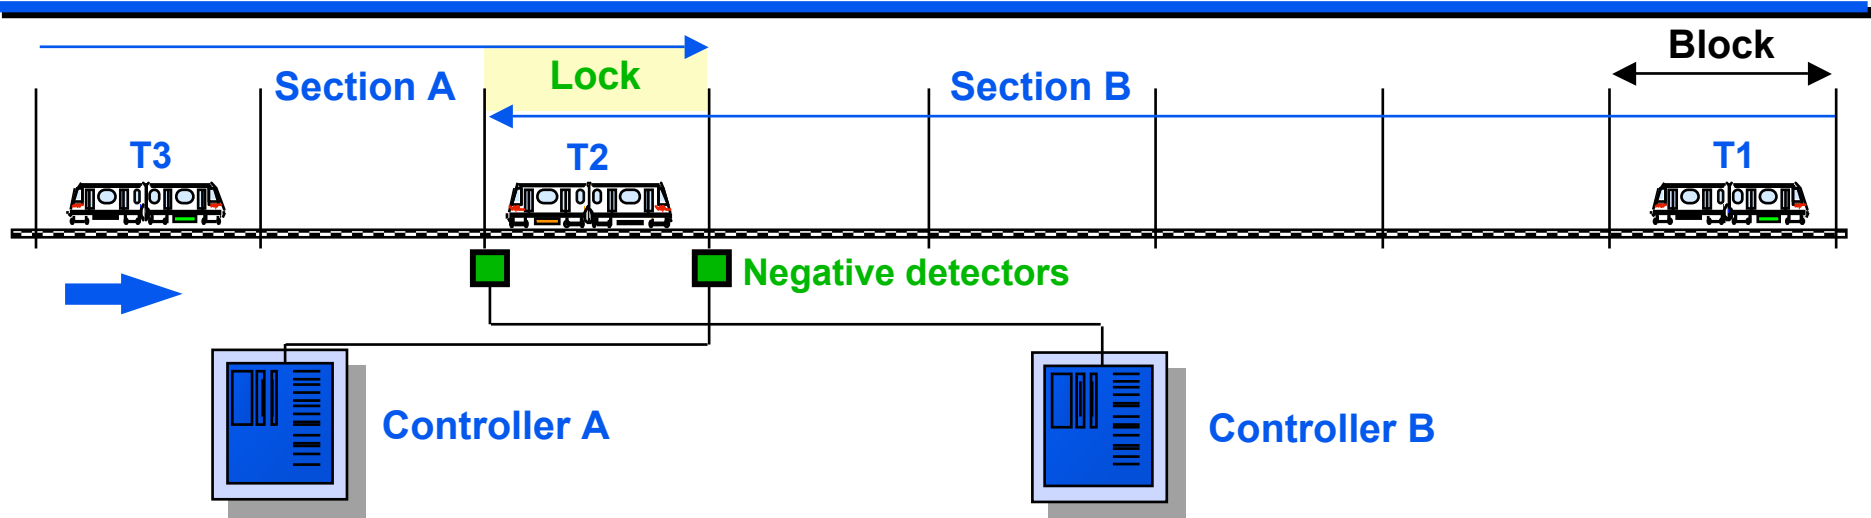 Block
Lock
Section A
Section B
T3
T2
T1
Negative detectors
Controller A
Controller B